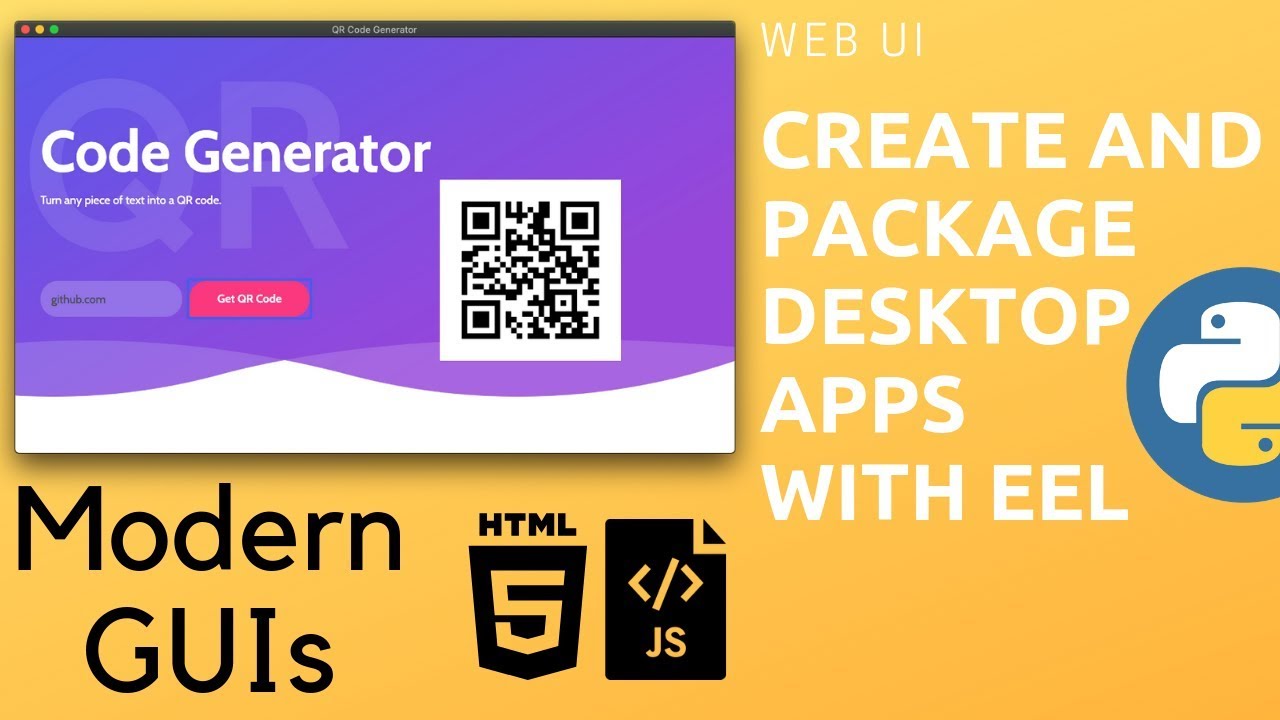 QR Code Generator
QR
Code Generator
Turn any piece of text into a QR code.
github.com
Get QR Code
WEB UI
CREATE AND
PACKAGE
DESKTOP
APPS
WITH EEL
Modern
GUIs
HTML
5
JS